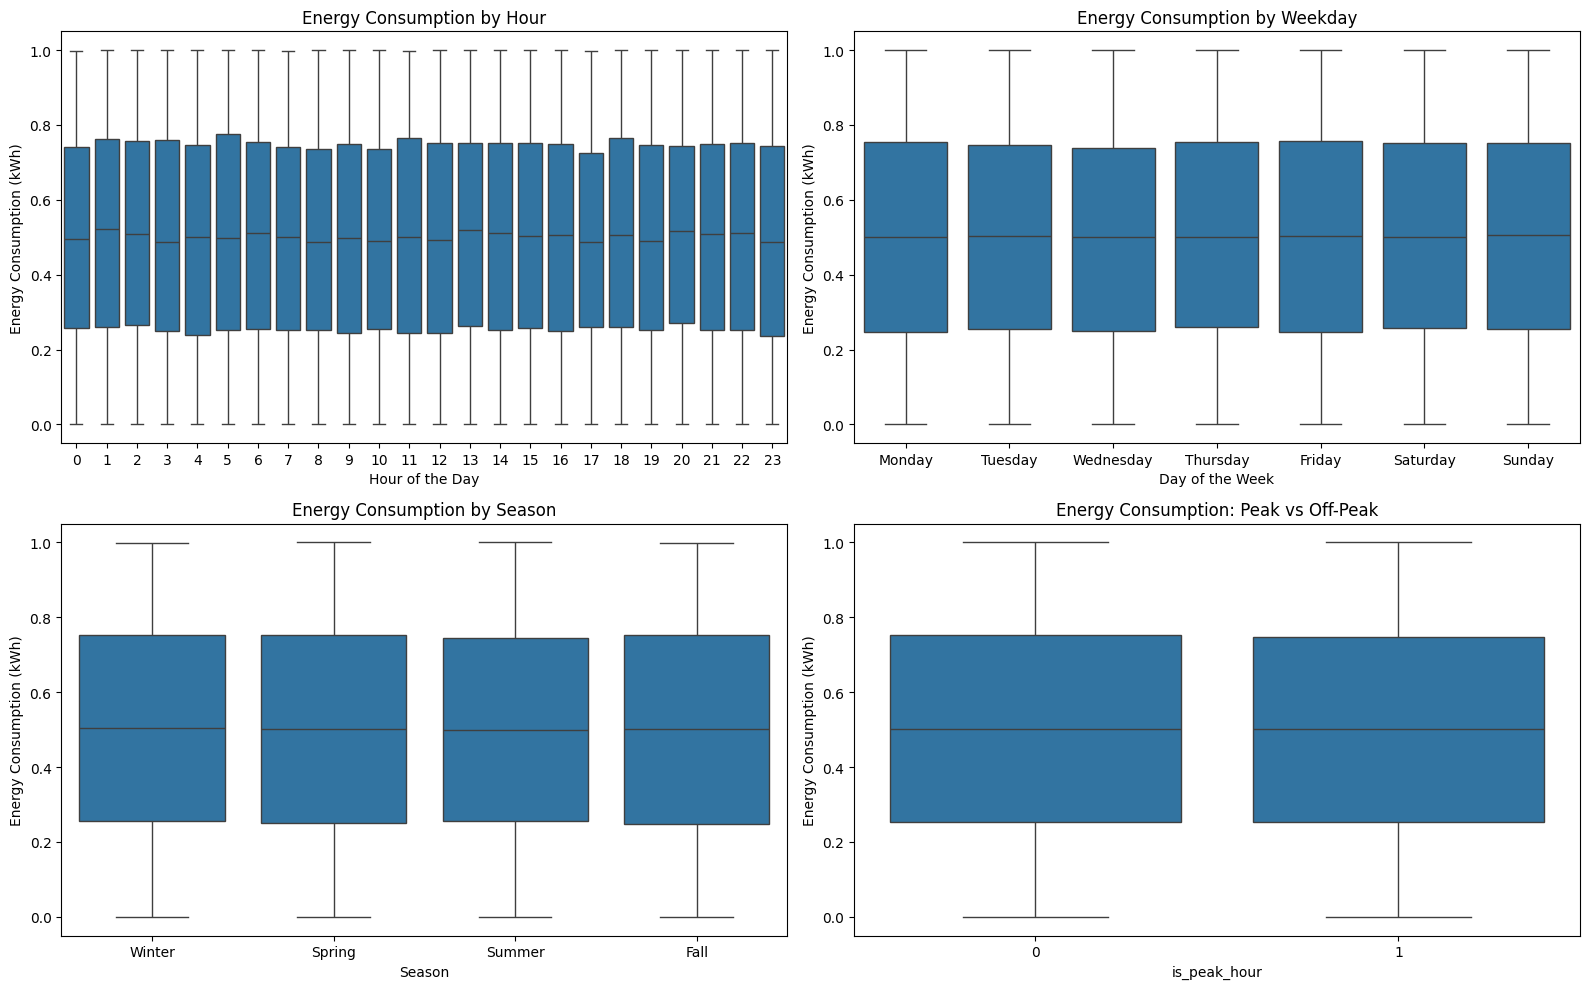 Energy Consumption by Hour
Energy Consumption (kWh)
1.0
0.8
0.6
0.4
0.2
0.0
0 1 2 3 4 5 6 7 8 9 10 11 12 13 14 15 16 17 18 19 20 21 22 23
Hour of the Day
Energy Consumption by Weekday
Energy Consumption (kWh)
1.0
0.8
0.6
0.4
0.2
0.0
Monday Tuesday Wednesday Thursday Friday Saturday Sunday
Day of the Week
Energy Consumption by Season
Energy Consumption (kWh)
1.0
0.8
0.6
0.4
0.2
0.0
Winter Spring Summer Fall
Season
Energy Consumption: Peak vs Off-Peak
Energy Consumption (kWh)
1.0
0.8
0.6
0.4
0.2
0.0
0 1
is_peak_hour